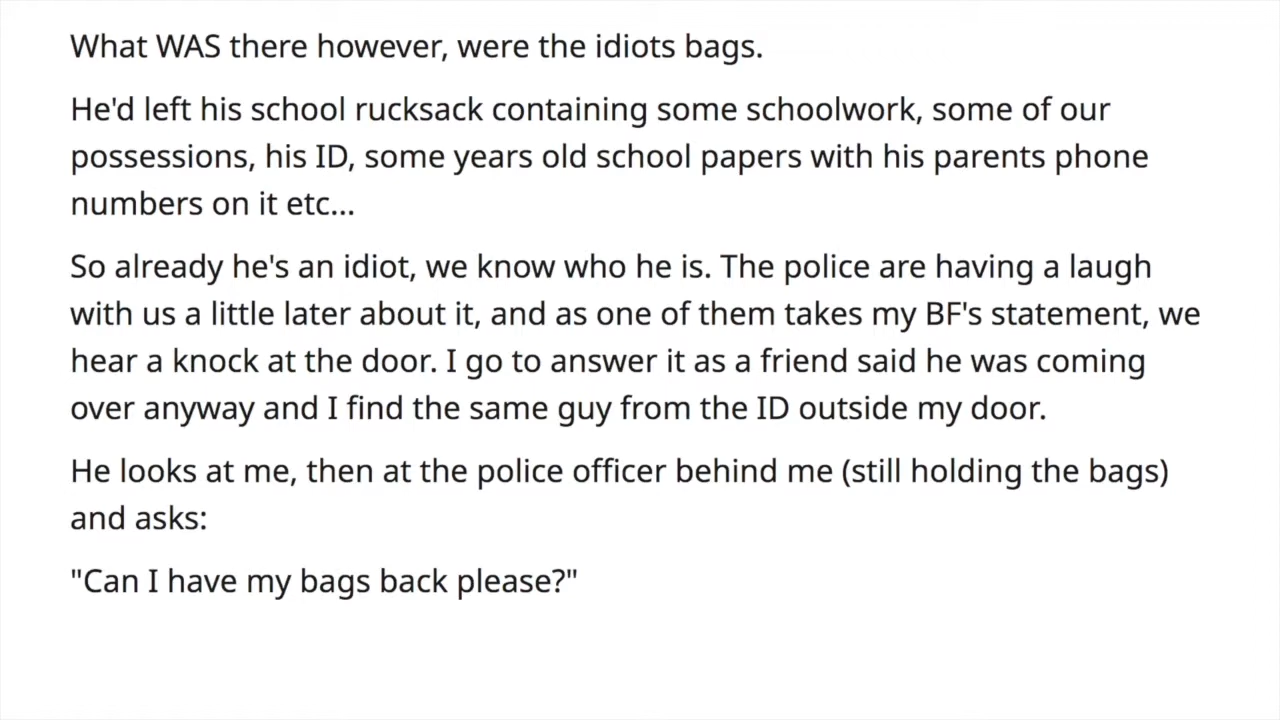 What WAS there however, were the idiots bags.
He'd left his school rucksack containing some schoolwork, some of our
possessions, his ID, some years old school papers with his parents phone
numbers on it etc...
So already he's an idiot, we know who he is. The police are having a laugh
with us a little later about it, and as one of them takes my BF's statement, we
hear a knock at the door. I go to answer it as a friend said he was coming
over anyway and I find the same guy from the ID outside my door.
He looks at me, then at the police officer behind me (still holding the bags)
and asks:
"Can I have my bags back please?"